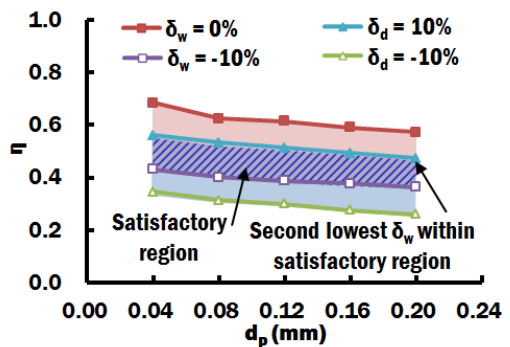 1.0
0.8
0.6
0.4
0.2
0.0
η
δw = 0%
δd = 10%
δw = -10%
δd = -10%
Satisfactory
region
Second lowest δw within
satisfactory region
0.00 0.04 0.08 0.12 0.16 0.20 0.24
dp (mm)